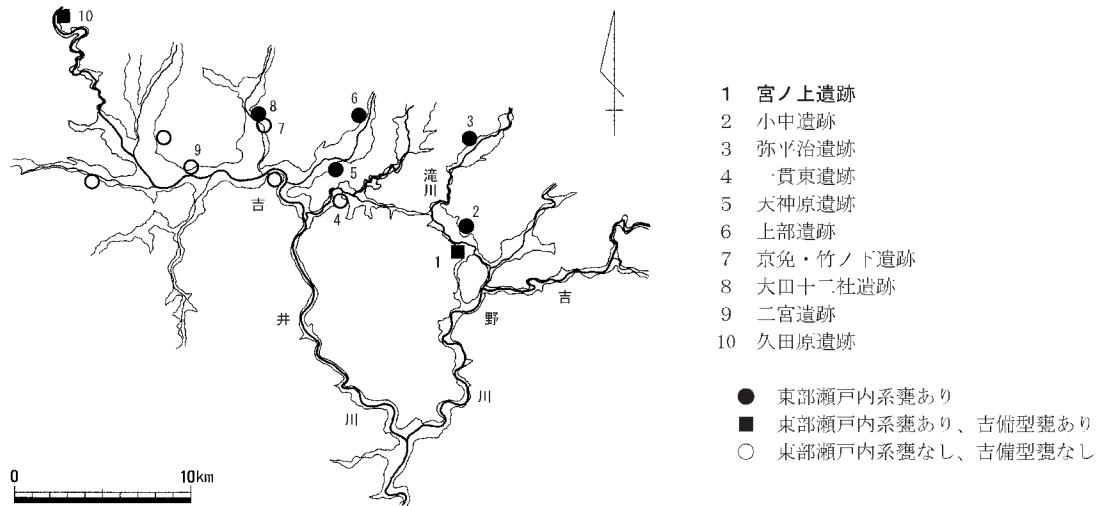 10
8
6
7
3
9
5
滝川
吉
4
2
1
吉
井
野
川
川
0 10km
1 宮ノ上遺跡
2 小中遺跡
3 弥平治遺跡
4 一貫東遺跡
5 天神原遺跡
6 上部遺跡
7 京免・竹ノ下遺跡
8 大田十二社遺跡
9 二宮遺跡
10 久田原遺跡
● 東部瀬戸内系甕あり
■ 東部瀬戸内系甕あり、吉備型甕あり
○ 東部瀬戸内系甕なし、吉備型甕なし